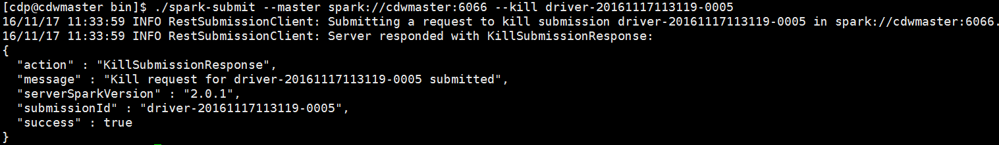 [cdp@cdwmaster bin]$ ./spark-submit --master spark://cdwmaster:6066 --kill driver-20161117113119-0005
16/11/17 11:33:59 INFO RestSubmissionClient: Submitting a request to kill submission driver-20161117113119-0005 in spark://cdwmaster:6066.
16/11/17 11:33:59 INFO RestSubmissionClient: Server responded with KillSubmissionResponse:
{
  "action" : "KillSubmissionResponse",
  "message" : "Kill request for driver-20161117113119-0005 submitted",
  "serverSparkVersion" : "2.0.1",
  "submissionId" : "driver-20161117113119-0005",
  "success" : true
}